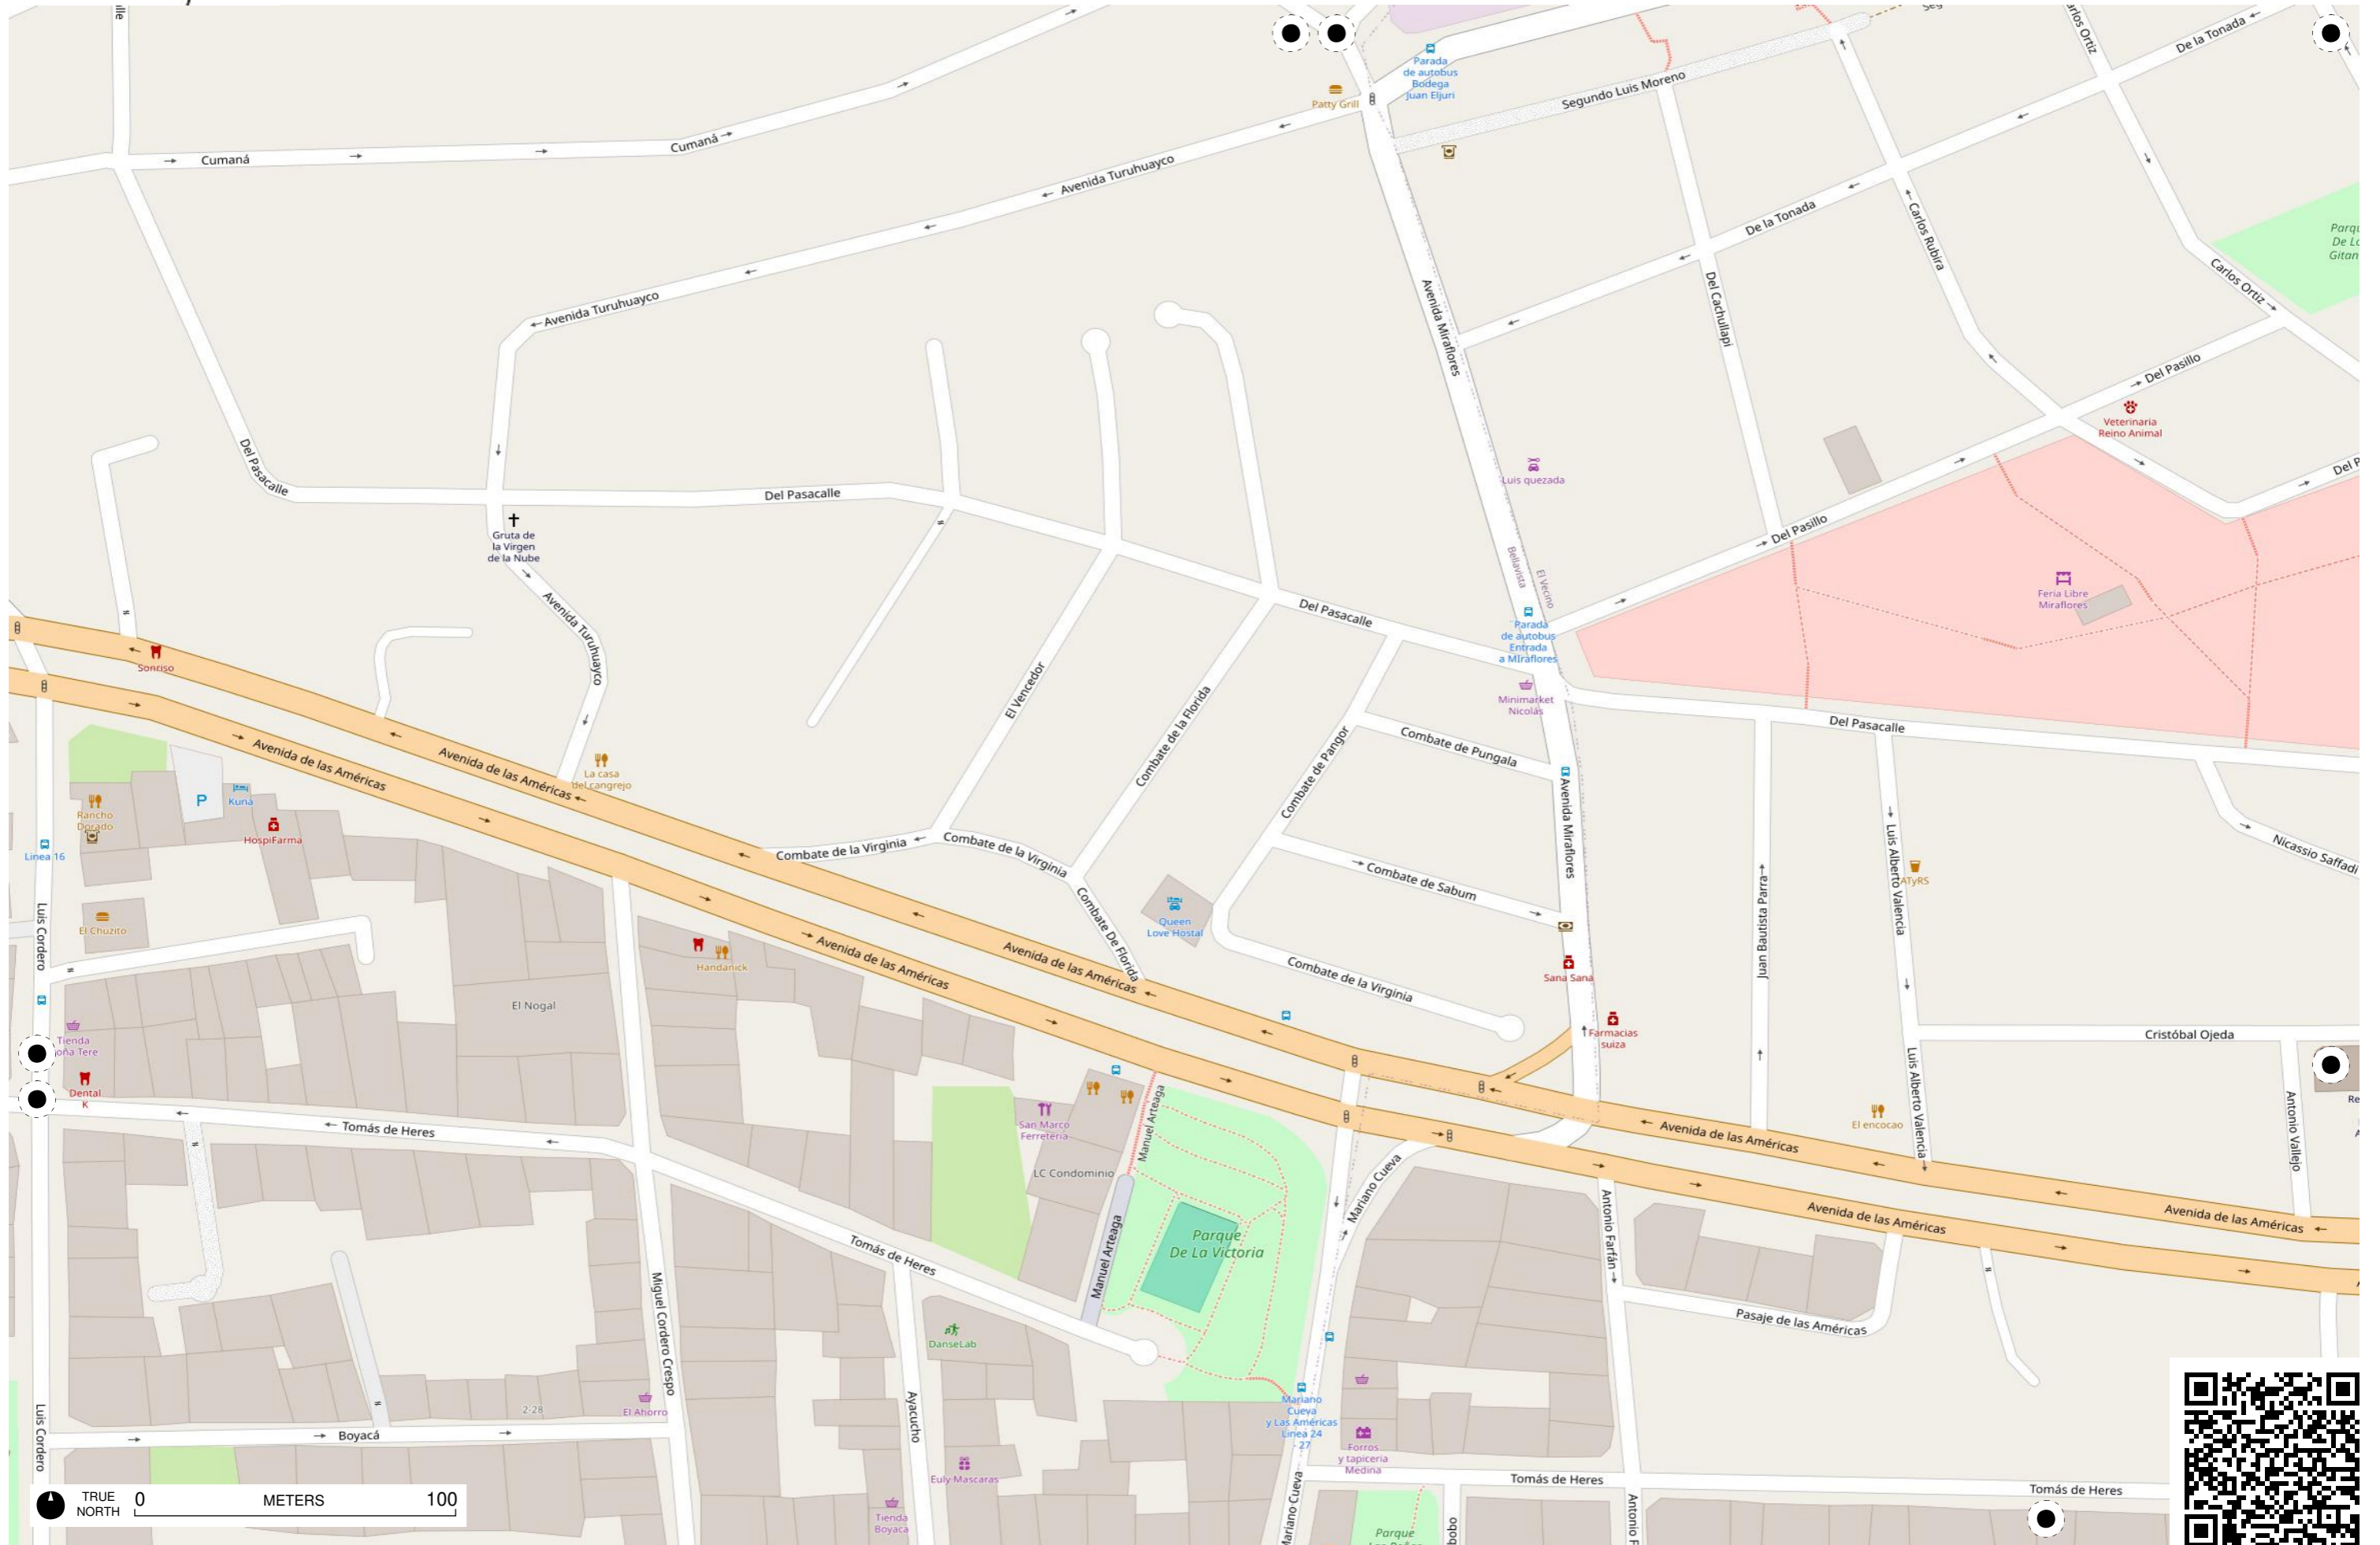 Parada
de autobus
Bodega
Juan Eljuri
Patty Grill
Segundo Luis Moreno
De la Tonada
Cumaná
Cumaná
Avenida Turuhuayco
De la Tonada
Carlos Rubira
Avenida Turuhuayco
Avenida Miraflores
Del Cachullapi
Carlos Ortiz
Del Pasillo
Veterinaria
Reino Animal
Del Pasacalle
Del Pasacalle
Luis quezada
Del Pasillo
Gruta de
la Virgen
de la Nube
Bellavista
El Vecino
Feria Libre
Miraflores
Avenida Turuhuayco
Del Pasacalle
Parada
de autobus
Entrada
a MIraflores
Sonriso
El Vencedor
Combate de la Florida
Minimarket
Nicolás
Del Pasacalle
Avenida de las Américas
Avenida de las Américas
La casa
del cangrejo
Combate de Pangor
Combate de Pungala
Avenida Miraflores
P
Kuna
Rancho
Dorado
HospiFarma
Linea 16
Combate de la Virginia
Combate de la Virginia
Combate de Sabum
Luis Alberto Valencia
Nicassio Saffadi
ATyRS
Juan Bautista Parra
Luis Cordero
El Chuzito
Queen
Love Hostal
Combate De Florida
Handanick
Avenida de las Américas
Avenida de las Américas
Combate de la Virginia
Sana Sana
El Nogal
Farmacias
suiza
Cristóbal Ojeda
Tienda
Dental
K
Luis Alberto Valencia
Manuel Arteaga
San Marco
Ferretería
El encocao
Avenida de las Américas
Antonio Vallejo
Tomás de Heres
LC Condominio
Mariano Cueva
Parque
De La Victoria
Manuel Arteaga
Antonio Farfán
Avenida de las Américas
Avenida de las Américas
Tomás de Heres
Miguel Cordero Crespo
Pasaje de las Américas
DanseLab
Ayacucho
El Ahorro
2-28
Mariano
Cueva
y Las Américas
Linea 24
- 27
Luis Cordero
Boyacá
Forros
y tapiceria
Medina
Euly Mascaras
Tomás de Heres
Tomás de Heres
Tienda
Boyaca
Parque
TRUE
NORTH
0
METERS
100